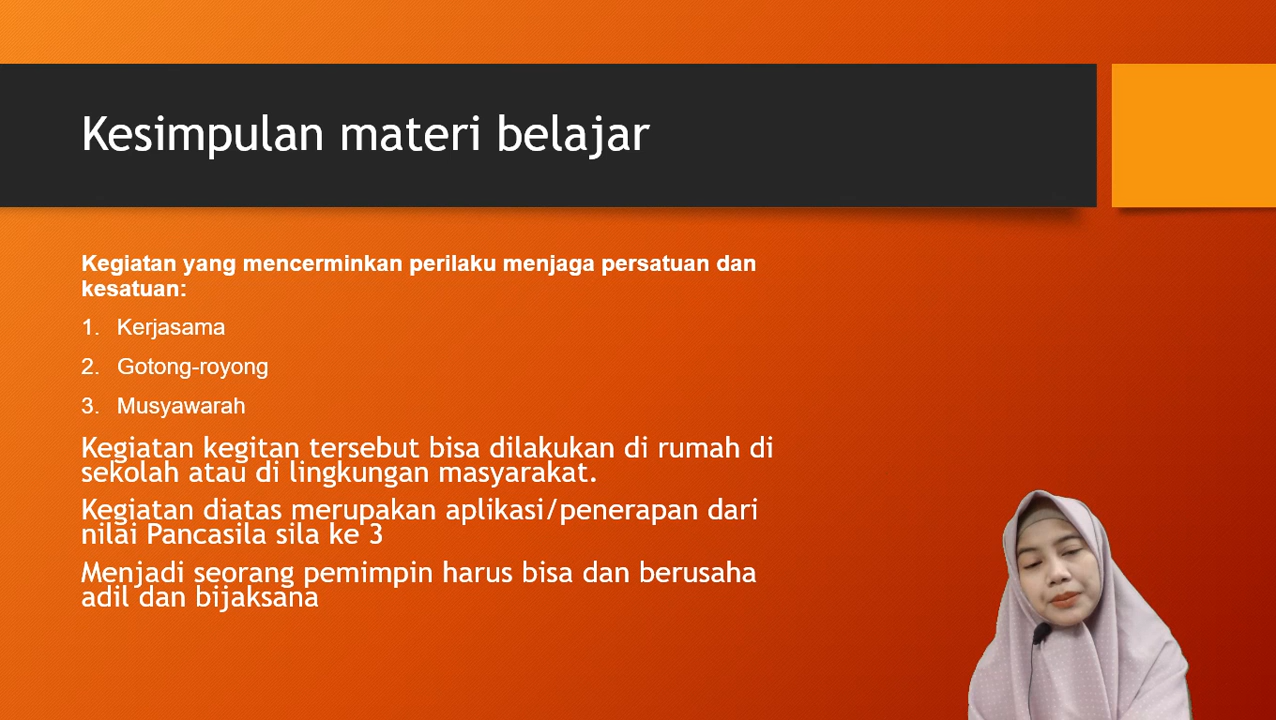 Kesimpulan materi belajar
Kegiatan yang mencerminkan perilaku menjaga persatuan dan
kesatuan:
1. Kerjasama
2. Gotong-royong
3. Musyawarah
Kegiatan kegitan tersebut bisa dilakukan di rumah di
sekolah atau di lingkungan masyarakat.
Kegiatan diatas merupakan aplikasi/penerapan dari
nilai Pancasila sila ke 3
Menjadi seorang pemimpin harus bisa dan berusaha
adil dan bijaksana